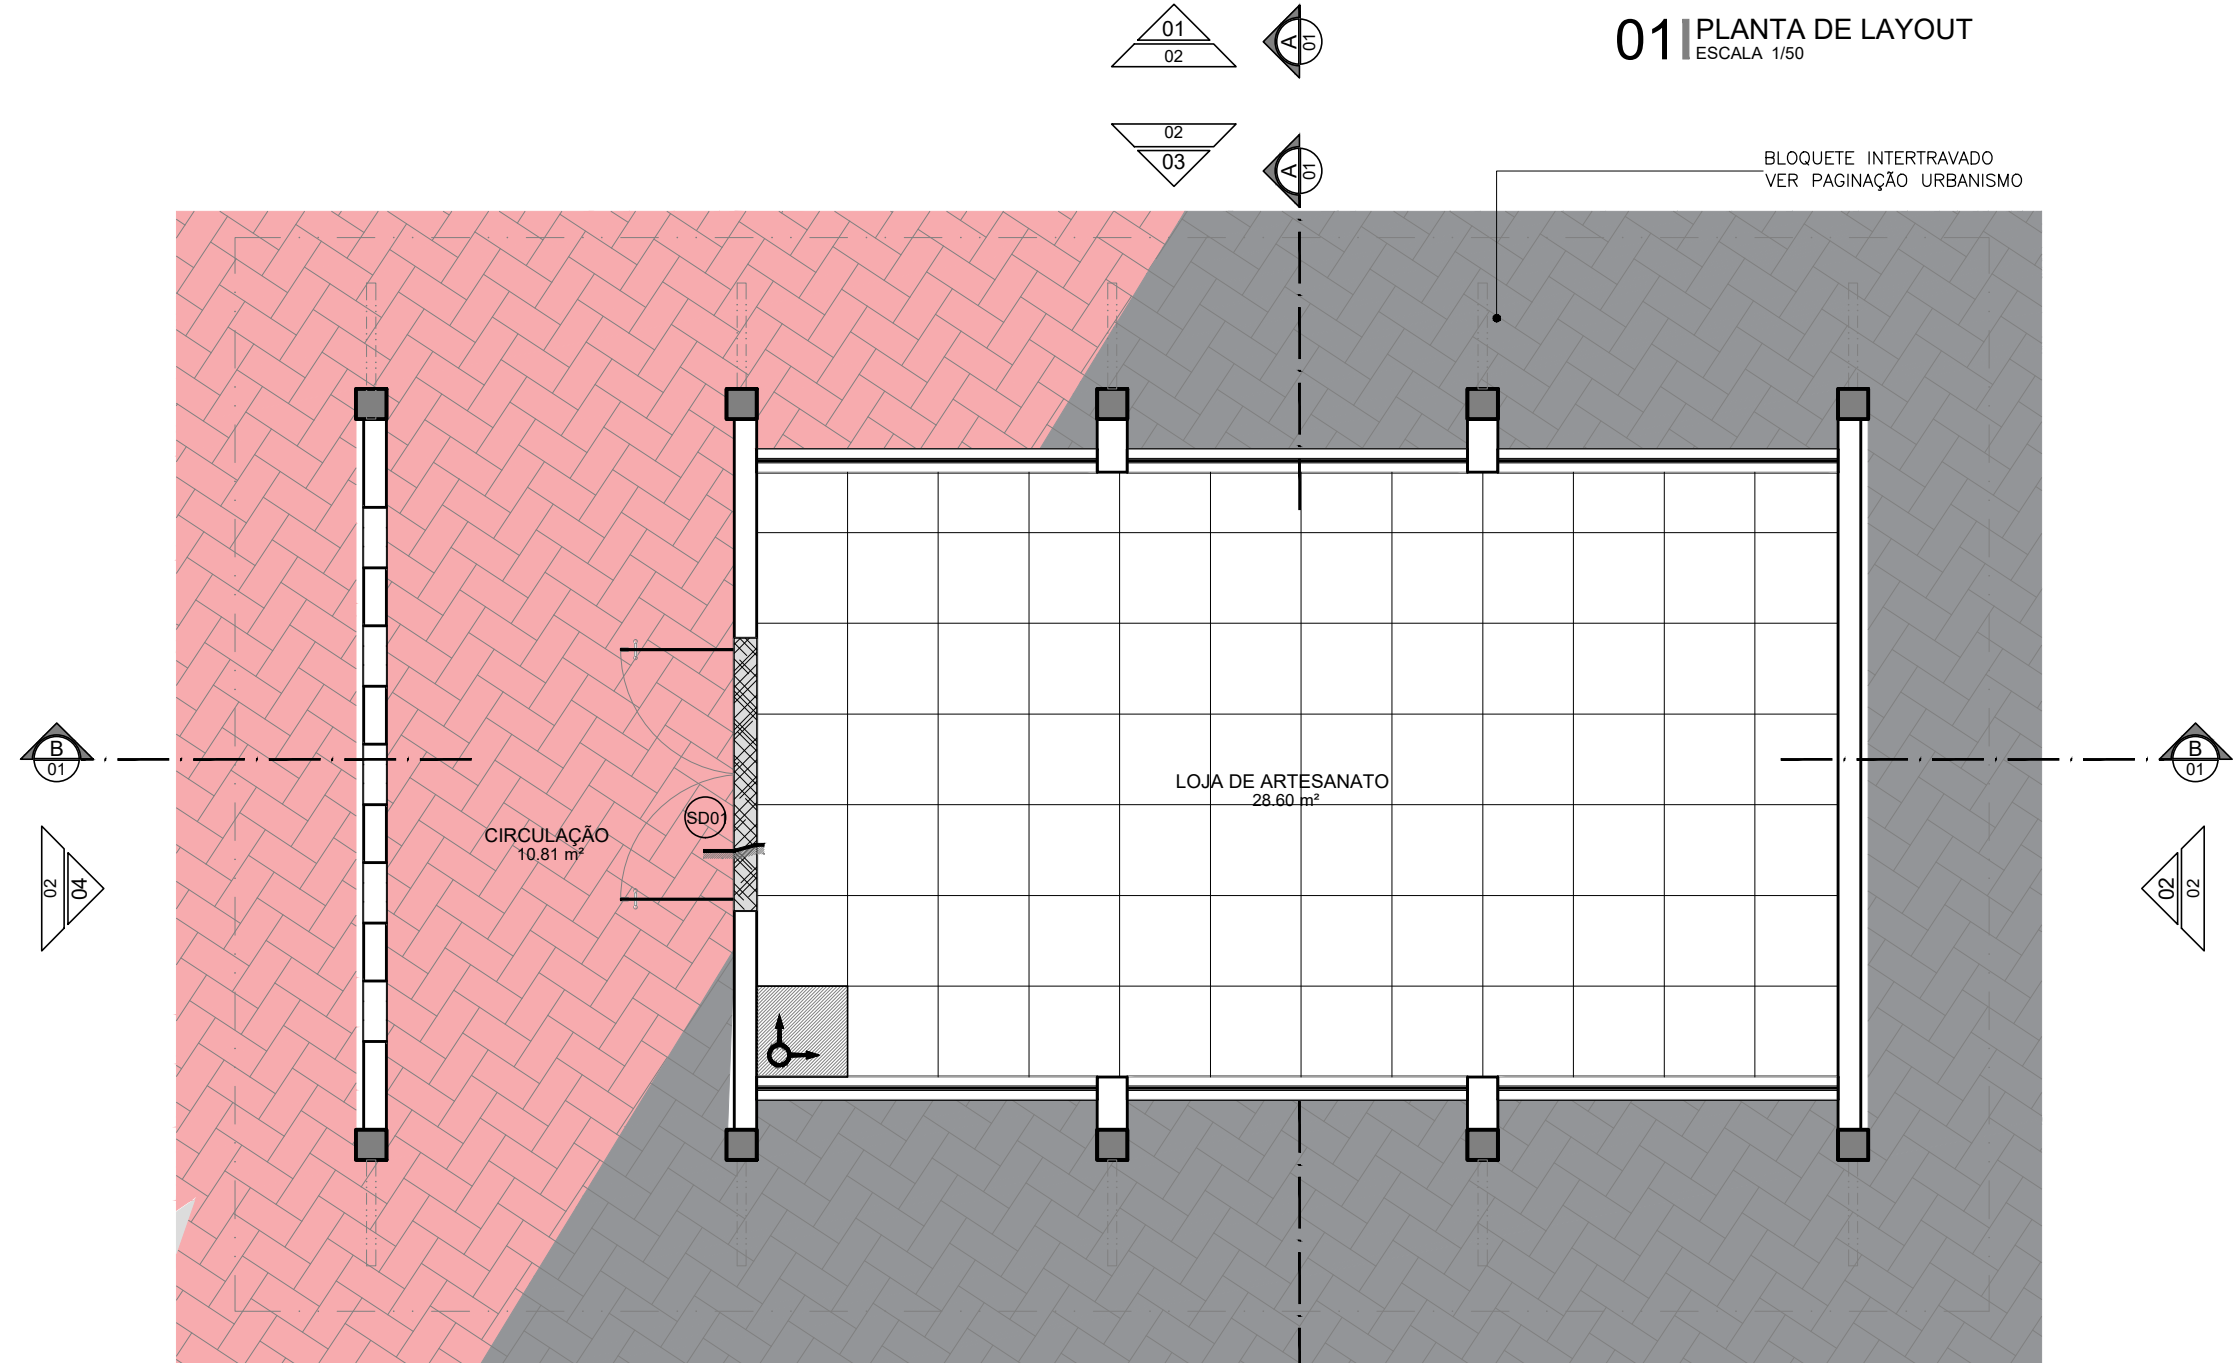 01
02
A
01
01
PLANTA DE LAYOUT
ESCALA 1/50
02
03
A
01
BLOQUETE INTERTRAVADO
VER PAGINAÇÃO URBANISMO
B
01
B
01
LOJA DE ARTESANATO
28.60 m²
SD01
CIRCULAÇÃO
10.81 m²
02
04
02
02